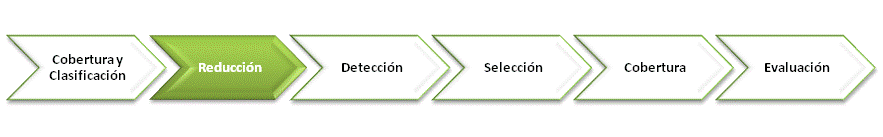 Cobertura y
Clasificación
Reducción
Detección
Selección
Cobertura
Evaluación